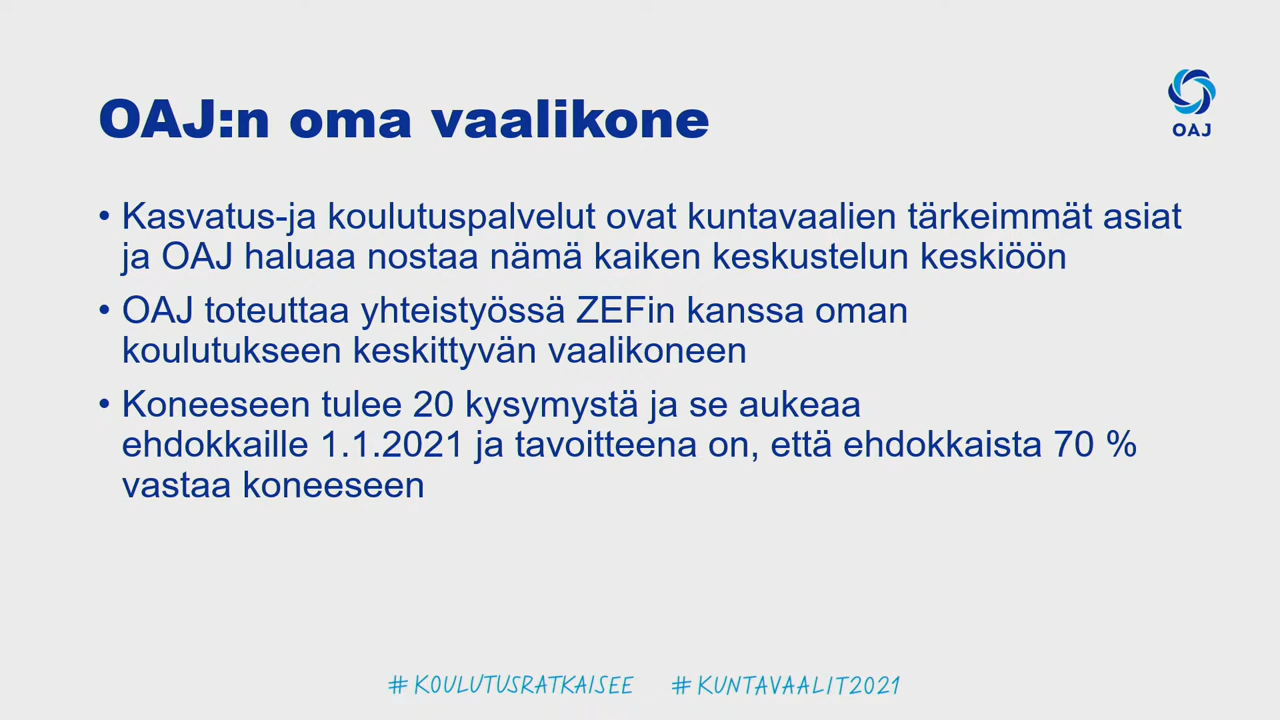 OAJ:n oma vaalikone
OAJ
• Kasvatus-ja koulutuspalvelut ovat kuntavaalien tärkeimmät asiat
ja OAJ haluaa nostaa nämä kaiken keskustelun keskiöön
• OAJ toteuttaa yhteistyössä ZEFin kanssa oman
koulutukseen keskittyvän vaalikoneen
• Koneeseen tulee 20 kysymystä ja se aukeaa
ehdokkaille 1.1.2021 ja tavoitteena on, että ehdokkaista 70 %
vastaa koneeseen
#KOULUTUSRATKAISEE #KUNTAVAALIT2021